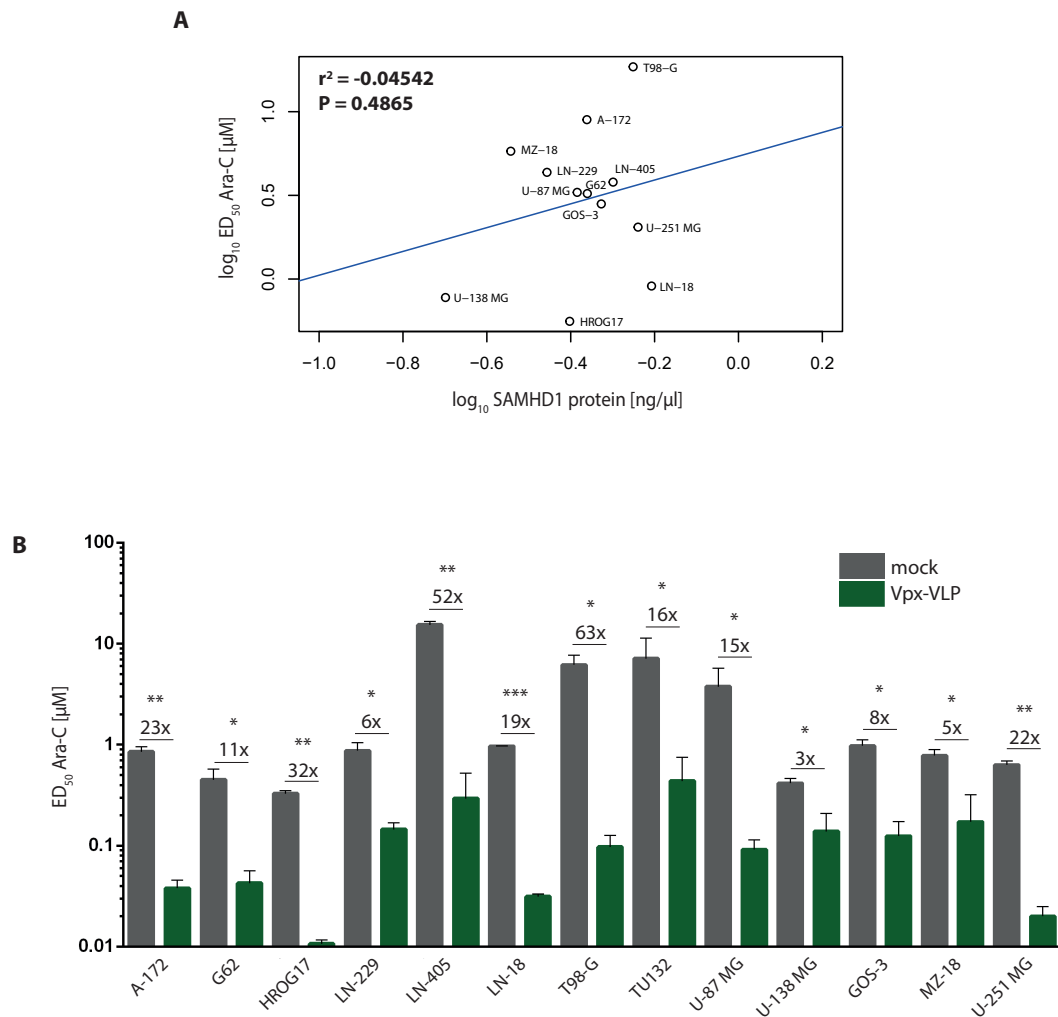 A
r² = -0.04542
P = 0.4865
log₁₀ ED₅₀ Ara-C [µM]
1.0
0.5
0.0
T98−G
A−172
MZ−18
LN−229
LN−405
U−87 MG
G62
GOS−3
U−251 MG
LN−18
U−138 MG
HROG17
−1.0 −0.8 −0.6 −0.4 −0.2 −0.0 0.2
log₁₀ SAMHD1 protein [ng/µl]
B
ED₅₀ Ara-C [µM]
100
10
1
0.1
0.01
mock
Vpx-VLP
** * ** * ** *** * * * * * * **
23x 11x 32x 6x 52x 19x 63x 16x 15x 3x 8x 5x 22x
A-172 G62 HROG17 LN-229 LN-405 LN-18 T98-G TU132 U-87 MG U-138 MG GOS-3 MZ-18 U-251 MG